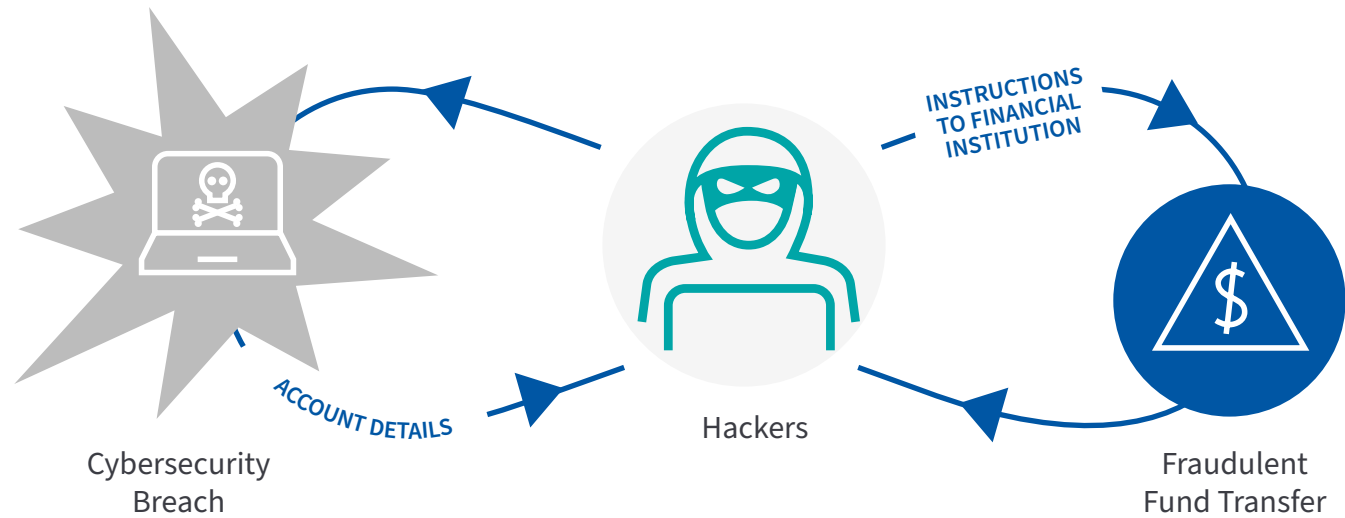 INSTRUCTIONS
TO FINANCIAL
INSTITUTION
$
ACCOUNT DETAILS
Hackers
Cybersecurity
Breach
Fraudulent
Fund Transfer